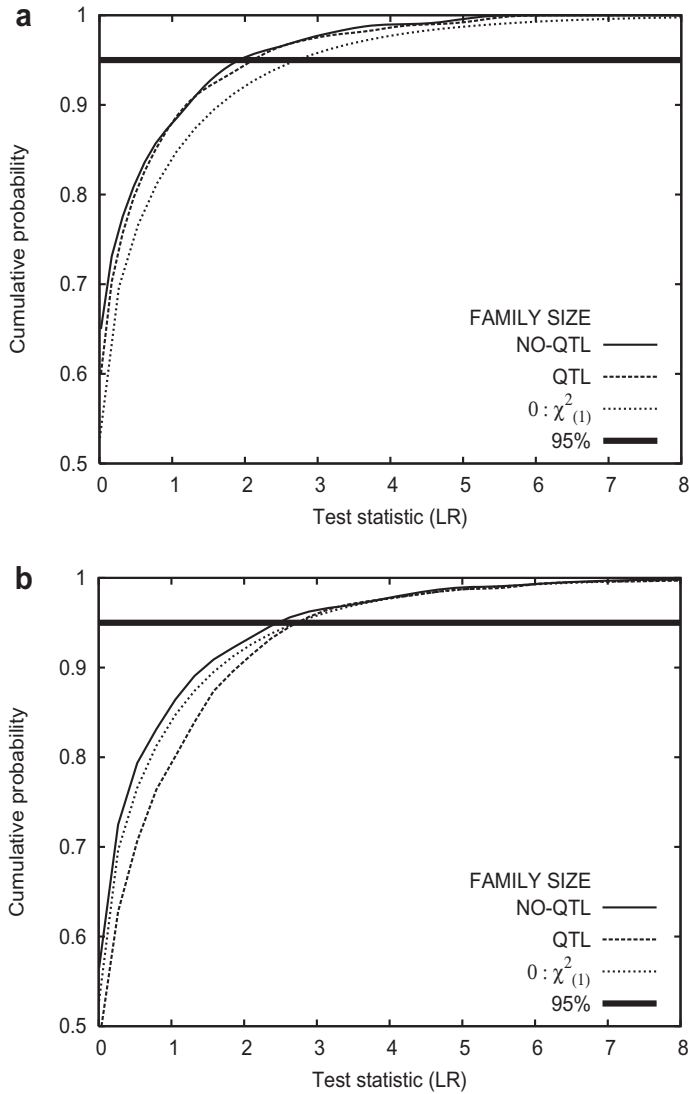 a
1
0.9
0.8
0.7
0.6
0.5
Cumulative probability
FAMILY SIZE
NO-QTL
QTL
0 : χ²(1)
95%
0 1 2 3 4 5 6 7 8
Test statistic (LR)
b
1
0.9
0.8
0.7
0.6
0.5
Cumulative probability
FAMILY SIZE
NO-QTL
QTL
0 : χ²(1)
95%
0 1 2 3 4 5 6 7 8
Test statistic (LR)